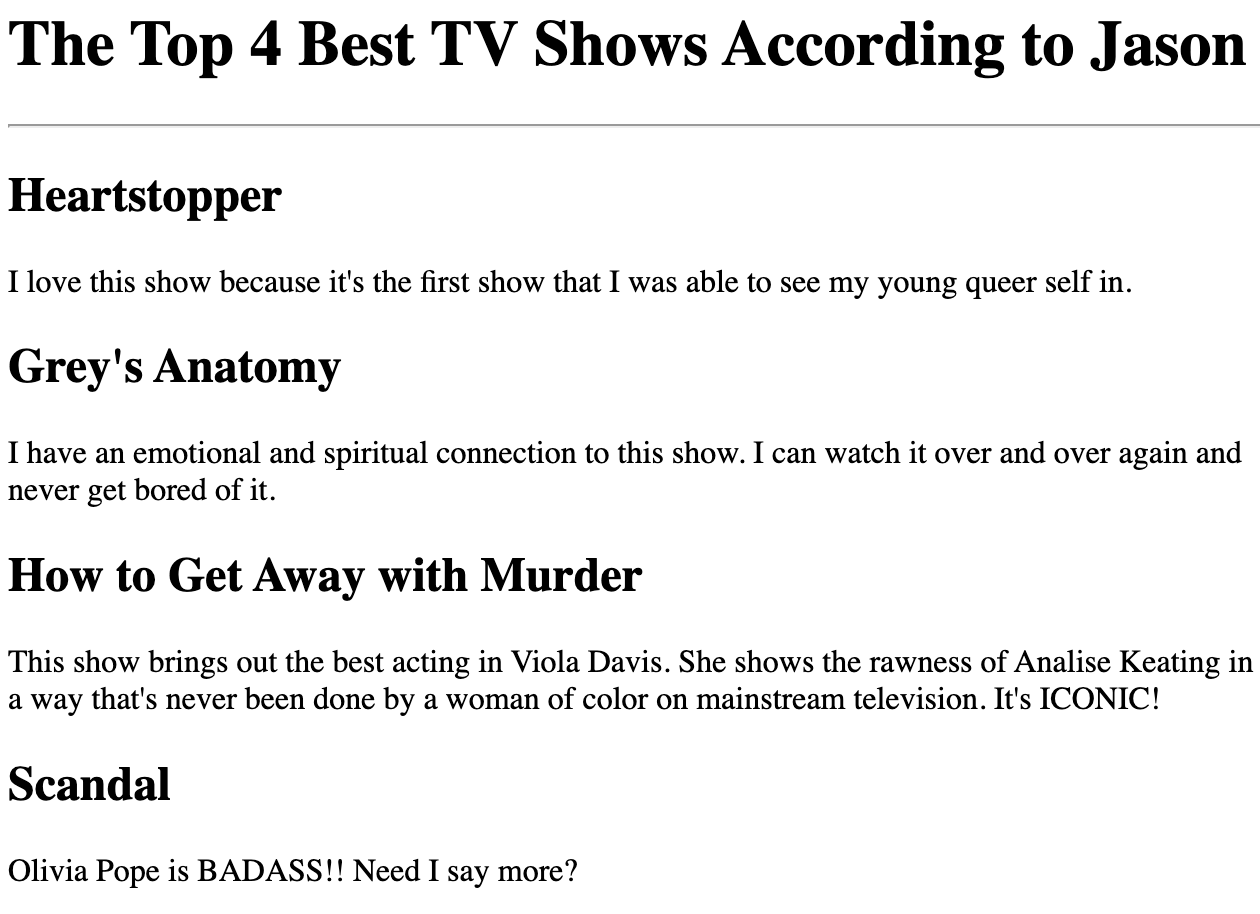 The Top 4 Best TV Shows According to Jason
Heartstopper
I love this show because it's the first show that I was able to see my young queer self in.
Grey's Anatomy
I have an emotional and spiritual connection to this show. I can watch it over and over again and
never get bored of it.
How to Get Away with Murder
This show brings out the best acting in Viola Davis. She shows the rawness of Analise Keating in
a way that's never been done by a woman of color on mainstream television. It's ICONIC!
Scandal
Olivia Pope is BADASS!! Need I say more?